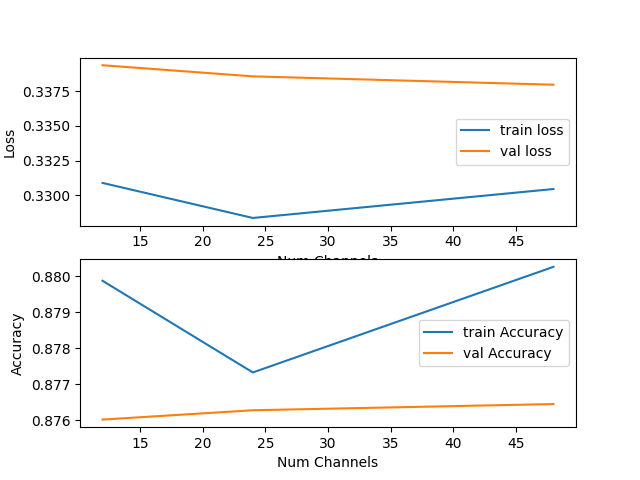 0.3375
0.3350
0.3325
0.3300
Loss
train loss
val loss
15 20 25 30 35 40 45
Num Channels
0.880
0.879
0.878
0.877
0.876
Accuracy
train Accuracy
val Accuracy
15 20 25 30 35 40 45
Num Channels